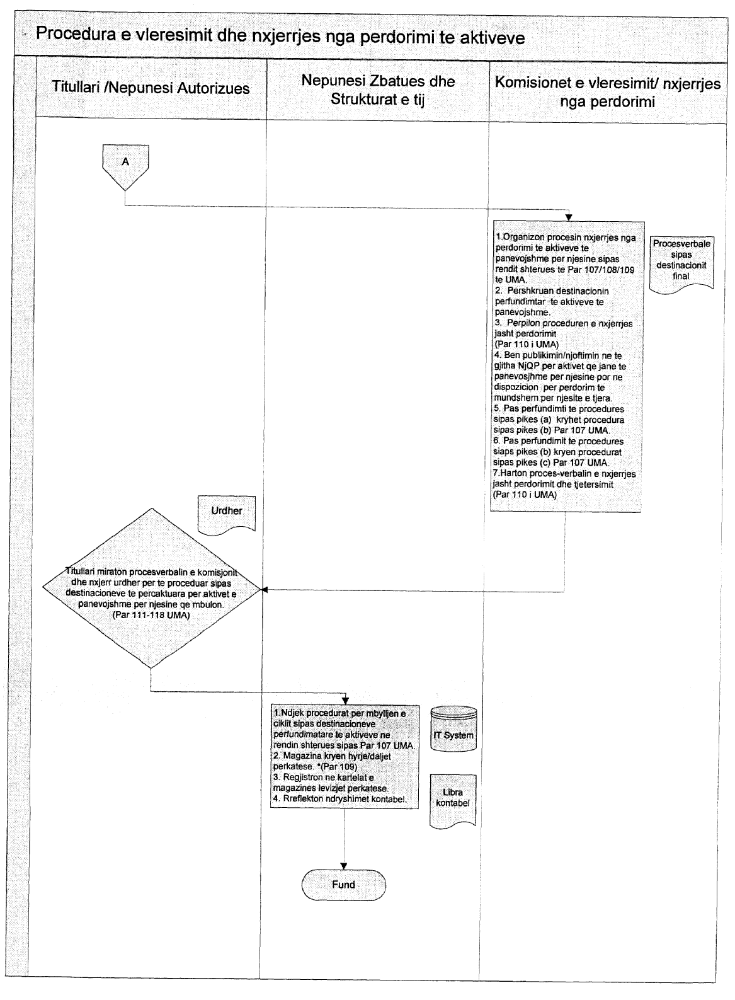 Procedura e vleresimit dhe nxjerrjes nga perdorimi te aktiveve
Titullari /Nepunesi Autorizues
Nepunesi Zbatues dhe
Strukturat e tij
Komisionet e vleresimit/ nxjerrjes
nga perdorimi
A
1.Organizon procesin nxjerrjes nga
perdorimi te aktiveve te
panevojshme per njesine sipas
rendit shterues te Par 107/108/109
te UMA.
2. Pershkruan destinacionin
perfundimtar te aktiveve te
panevojshme.
3. Perpilon proceduren e nxjerrjes
jasht perdorimit
(Par 110 i UMA)
4. Ben publikimin/njoftimin ne te
gjitha NjQP per aktivet qe jane te
panevosjhme per njesine por ne
dispozicion per perdorim te
mundshem per njesite e tjera.
5. Pas perfundimti te procedures
sipas pikes (a) kryhet procedura
sipas pikes (b) Par 107 UMA.
6. Pas perfundimit te procedures
siaps pikes (b) kryen procedurat
sipas pikes (c) Par 107 UMA.
7.Harton proces-verbalin e nxjerrjes
jasht perdorimit dhe tjetersimit
(Par 110 i UMA)
Procesverbale
sipas
destinacionit
final
Urdher
Titullari miraton procesverbalin e komisjonit
dhe nxjerr urdher per te proceduar sipas
destinacioneve te percaktuara per aktivet e
panevojshme per njesine qe mbulon.
(Par 111-118 UMA)
1.Ndjek procedurat per mbylljen e
ciklit sipas destinacioneve
perfundimatare te aktiveve ne
rendin shterues sipas Par 107 UMA.
2. Magazina kryen hyrje/daljet
perkatese. *(Par 109)
3. Regjistron ne kartelat e
magazines levizjet perkatese.
4. Rreflekton ndryshimet kontabel.
IT System
Libra
kontabel
Fund